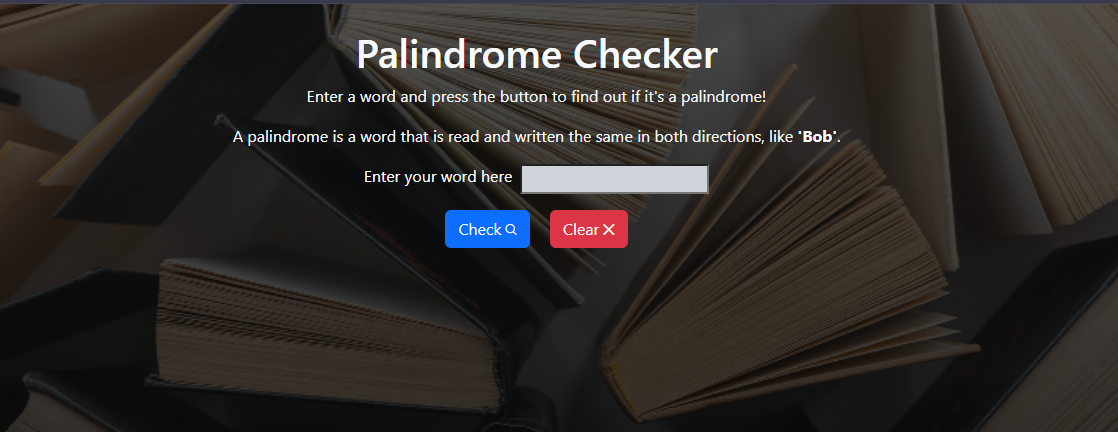 Palindrome Checker
Enter a word and press the button to find out if it's a palindrome!
A palindrome is a word that is read and written the same in both directions, like 'Bob'.
Enter your word here
Check
Clear